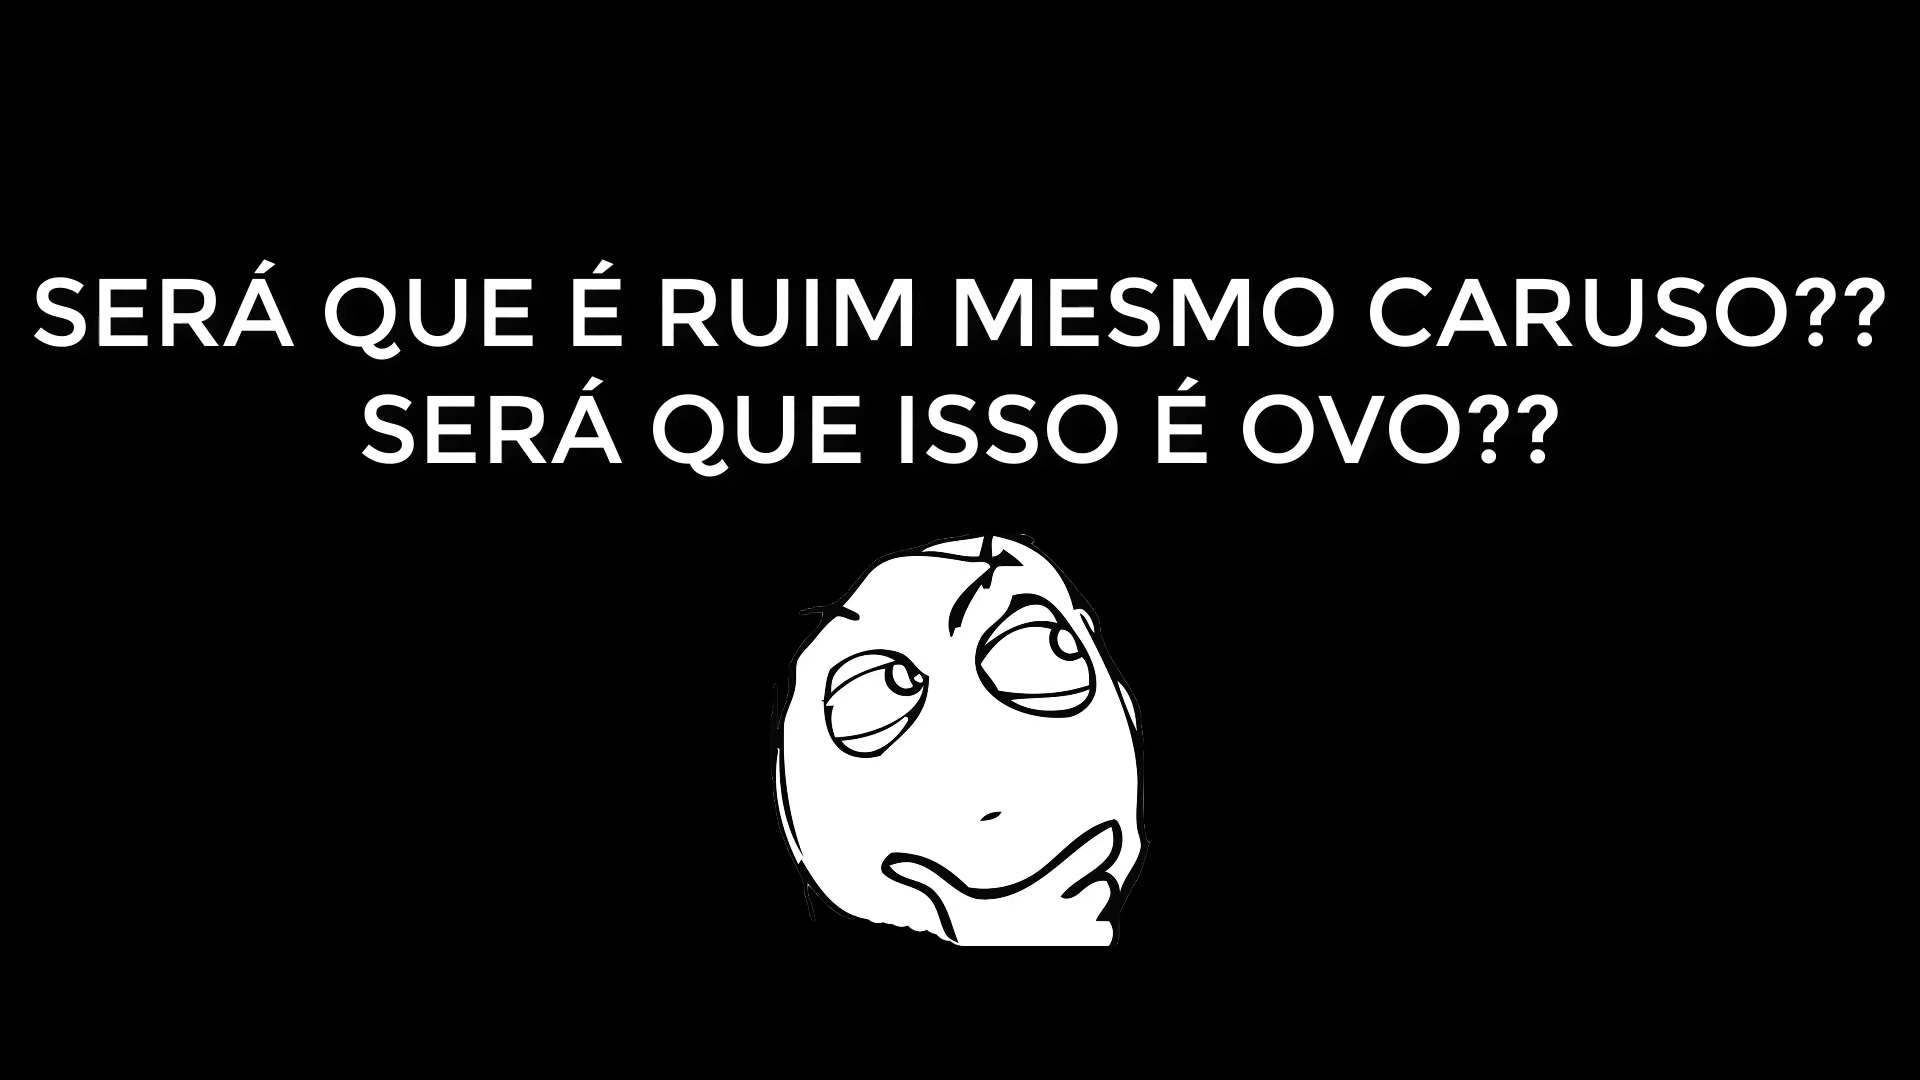 SERÁ QUE É RUIM MESMO CARUSO??
SERÁ QUE ISSO É OVO??